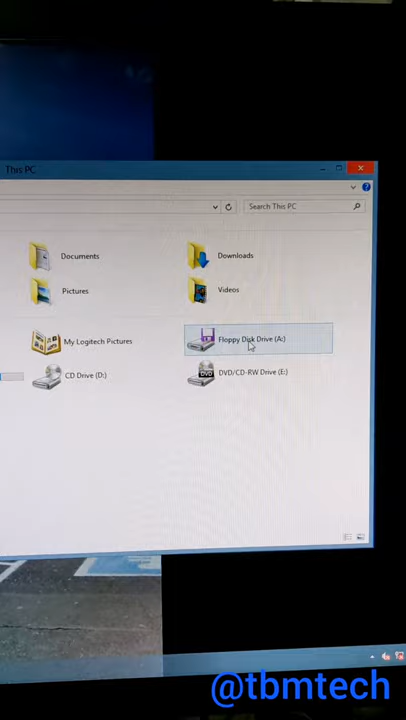 This PC
Search This PC
Documents
Downloads
Pictures
Videos
My Logitech Pictures
Floppy Disk Drive (A:)
CD Drive (D:)
DVD
DVD/CD-RW Drive (E:)
@tbmtech